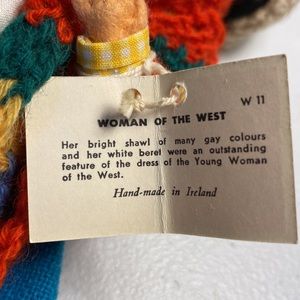 W 11
WOMAN OF THE WEST
Her bright shawl of many gay colours
and her white beret were an outstanding
feature of the dress of the Young Woman
of the West.
Hand-made in Ireland